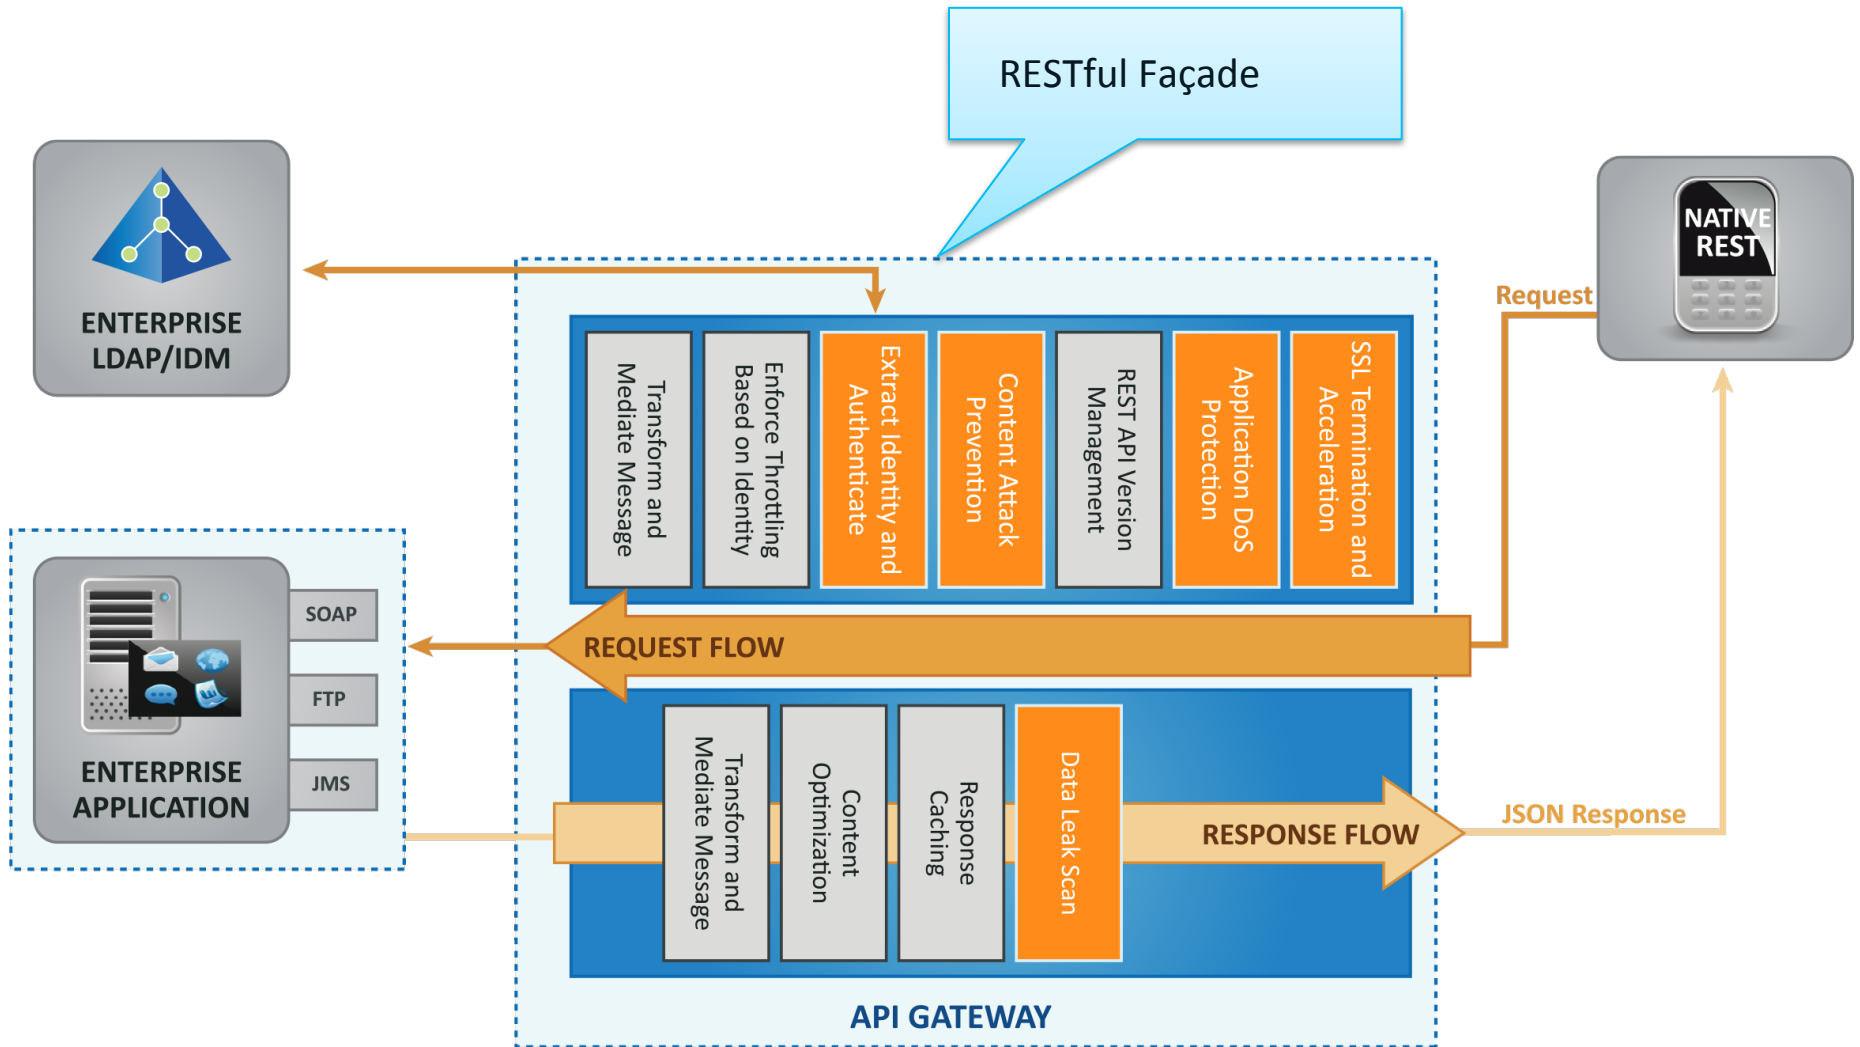 RESTful Façade
NATIVE
REST
ENTERPRISE
LDAP/IDM
Request
Transform and
Mediate Message
Enforce Throttling
Based on Identity
Extract Identity and
Authenticate
Content Attack
Prevention
REST API Version
Management
Application DoS
Protection
SSL Termination and
Acceleration
SOAP
FTP
JMS
ENTERPRISE
APPLICATION
REQUEST FLOW
Transform and
Mediate Message
Content
Optimization
Response
Caching
Data Leak Scan
RESPONSE FLOW
JSON Response
API GATEWAY